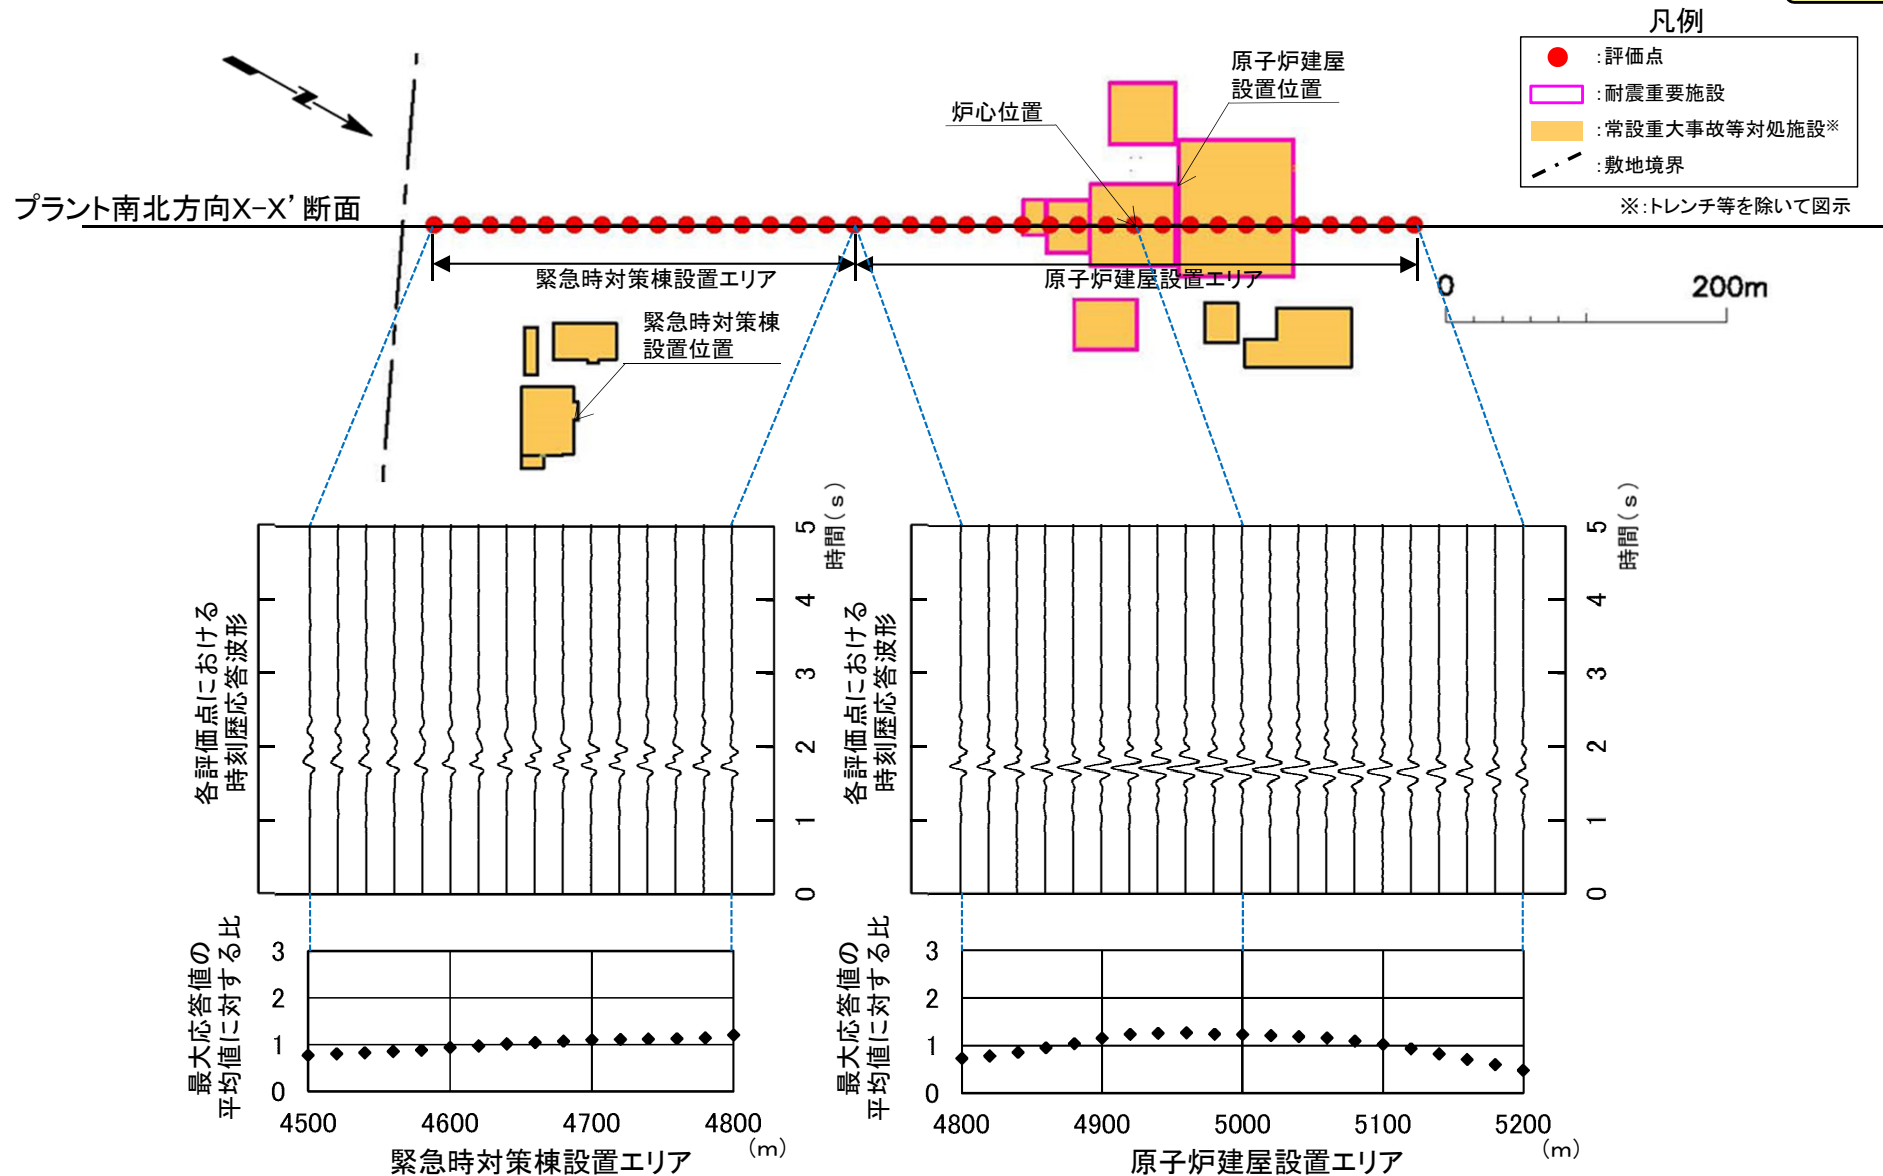 凡例
:評価点
:耐震重要施設
:常設重大事故等対処施設※
:敷地境界
※:トレンチ等を除いて図示
原子炉建屋
設置位置
炉心位置
プラント南北方向X-X’断面
緊急時対策棟設置エリア
原子炉建屋設置エリア
0
200m
緊急時対策棟
設置位置
各評価点における
時刻歴応答波形
時間(s)
5
4
3
2
1
0
各評価点における
時刻歴応答波形
時間(s)
5
4
3
2
1
0
最大応答値の
平均値に対する比
3
2
1
0
4500
4600
4700
4800
(m)
緊急時対策棟設置エリア
最大応答値の
平均値に対する比
3
2
1
0
4800
4900
5000
5100
5200
(m)
原子炉建屋設置エリア